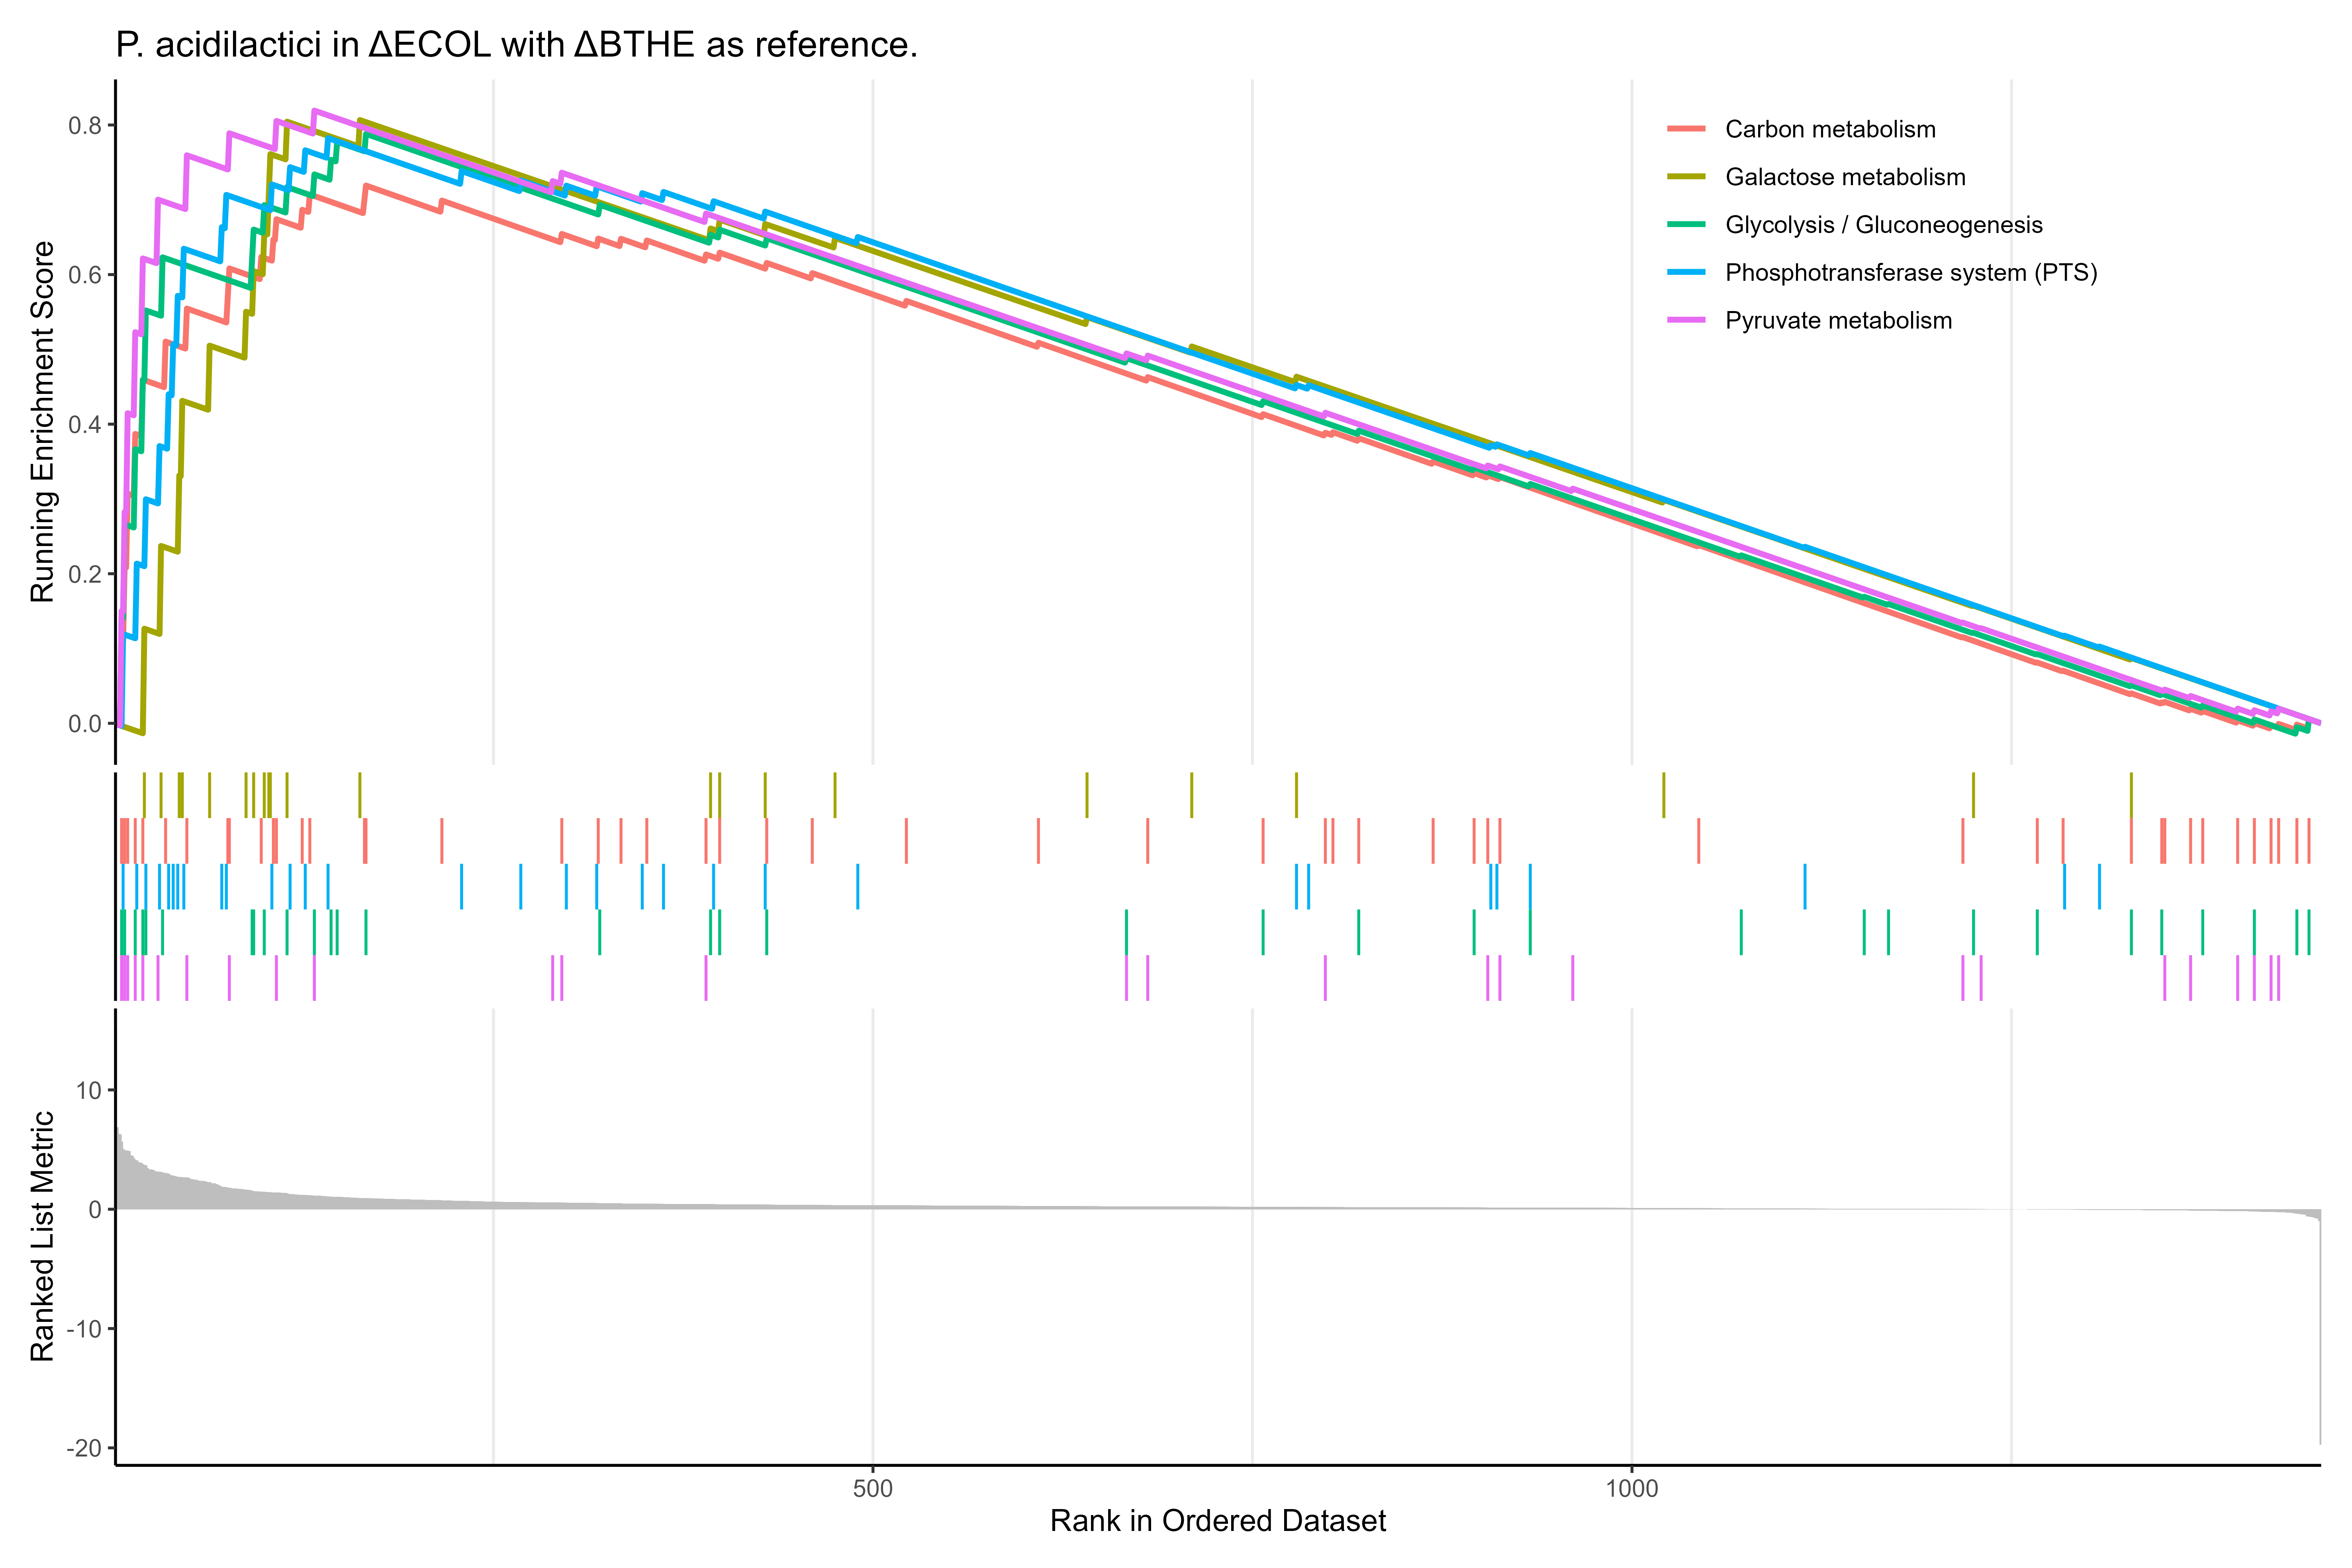 P. acidilactici in ΔECOL with ΔBTHE as reference.
Running Enrichment Score
0.8
0.6
0.4
0.2
0.0
Carbon metabolism
Galactose metabolism
Glycolysis / Gluconeogenesis
Phosphotransferase system (PTS)
Pyruvate metabolism
Ranked List Metric
10
0
-10
-20
500
1000
Rank in Ordered Dataset